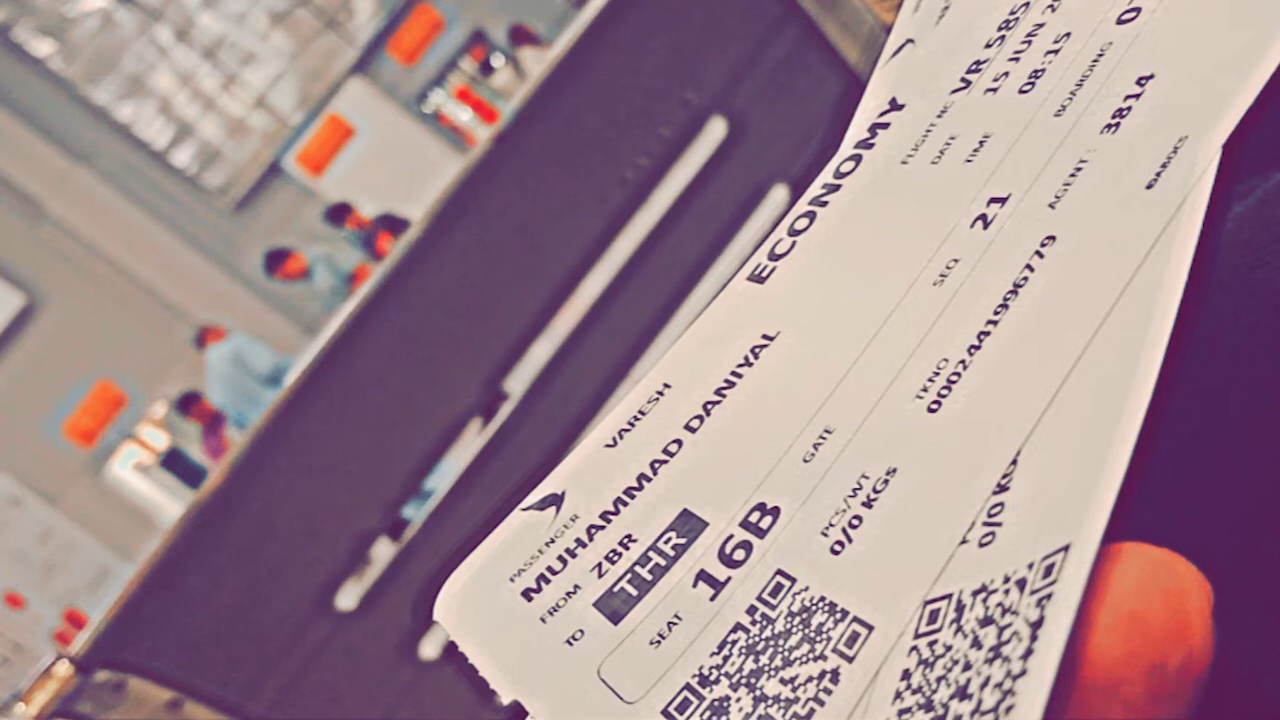 VARESH
ECONOMY
PASSENGER
MUHAMMAD DANIYAL
FROM ZBR
TO THR
FLIGHT NO VR 585
DATE 15 JUN
TIME 08:15
SEAT 16B
GATE
SEQ 21
BOARDING
PCS/WT
0/0 KGs
TKNO
0002441996779
AGENT : 3814
0/0